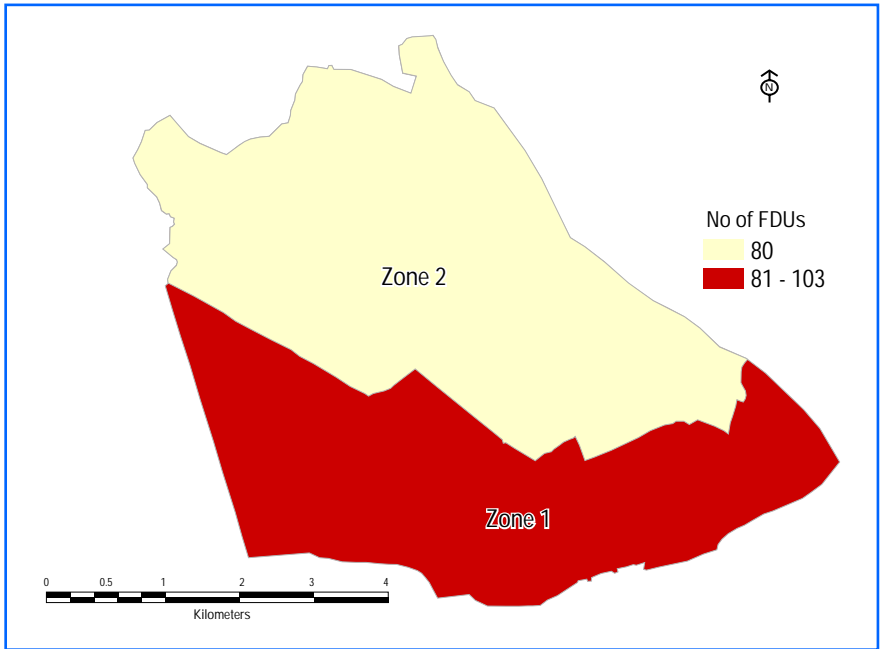 N
No of FDUs
80
81 - 103
Zone 2
Zone 1
0 0.5 1 2 3 4
Kilometers